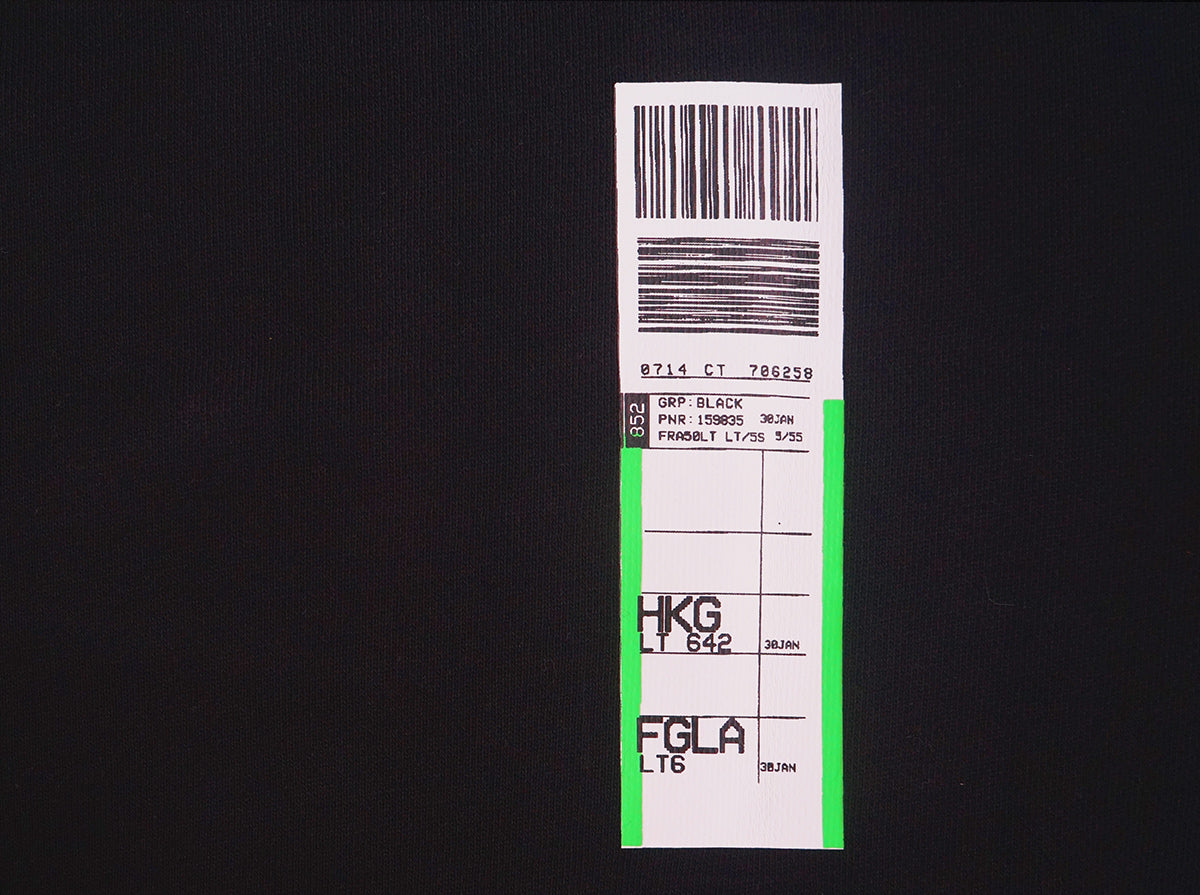 0714 CT 706258
852
GRP:BLACK
PNR:159835 30JAN
FRA50LT LT/5S 5/55
HKG
LT 642 30JAN
FGLA
LT6 30JAN